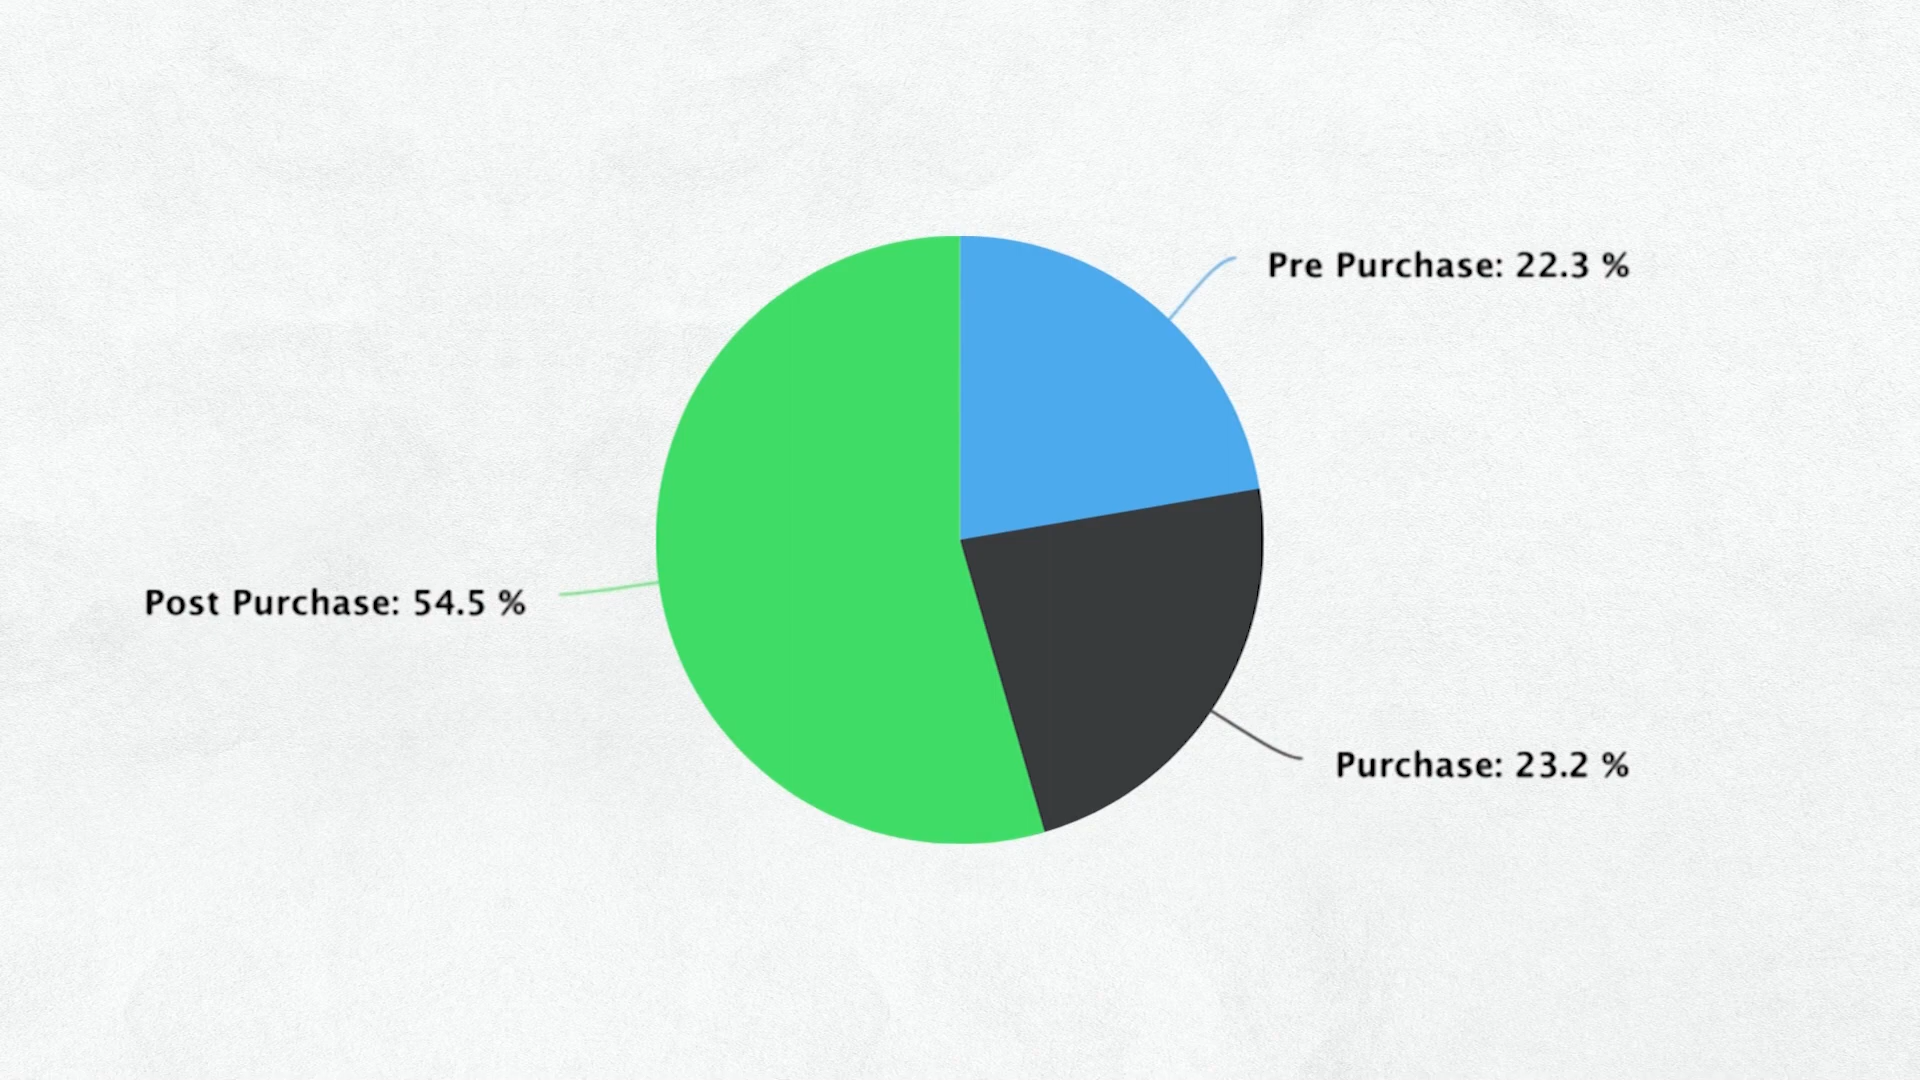 Pre Purchase: 22.3 %
Post Purchase: 54.5 %
Purchase: 23.2 %